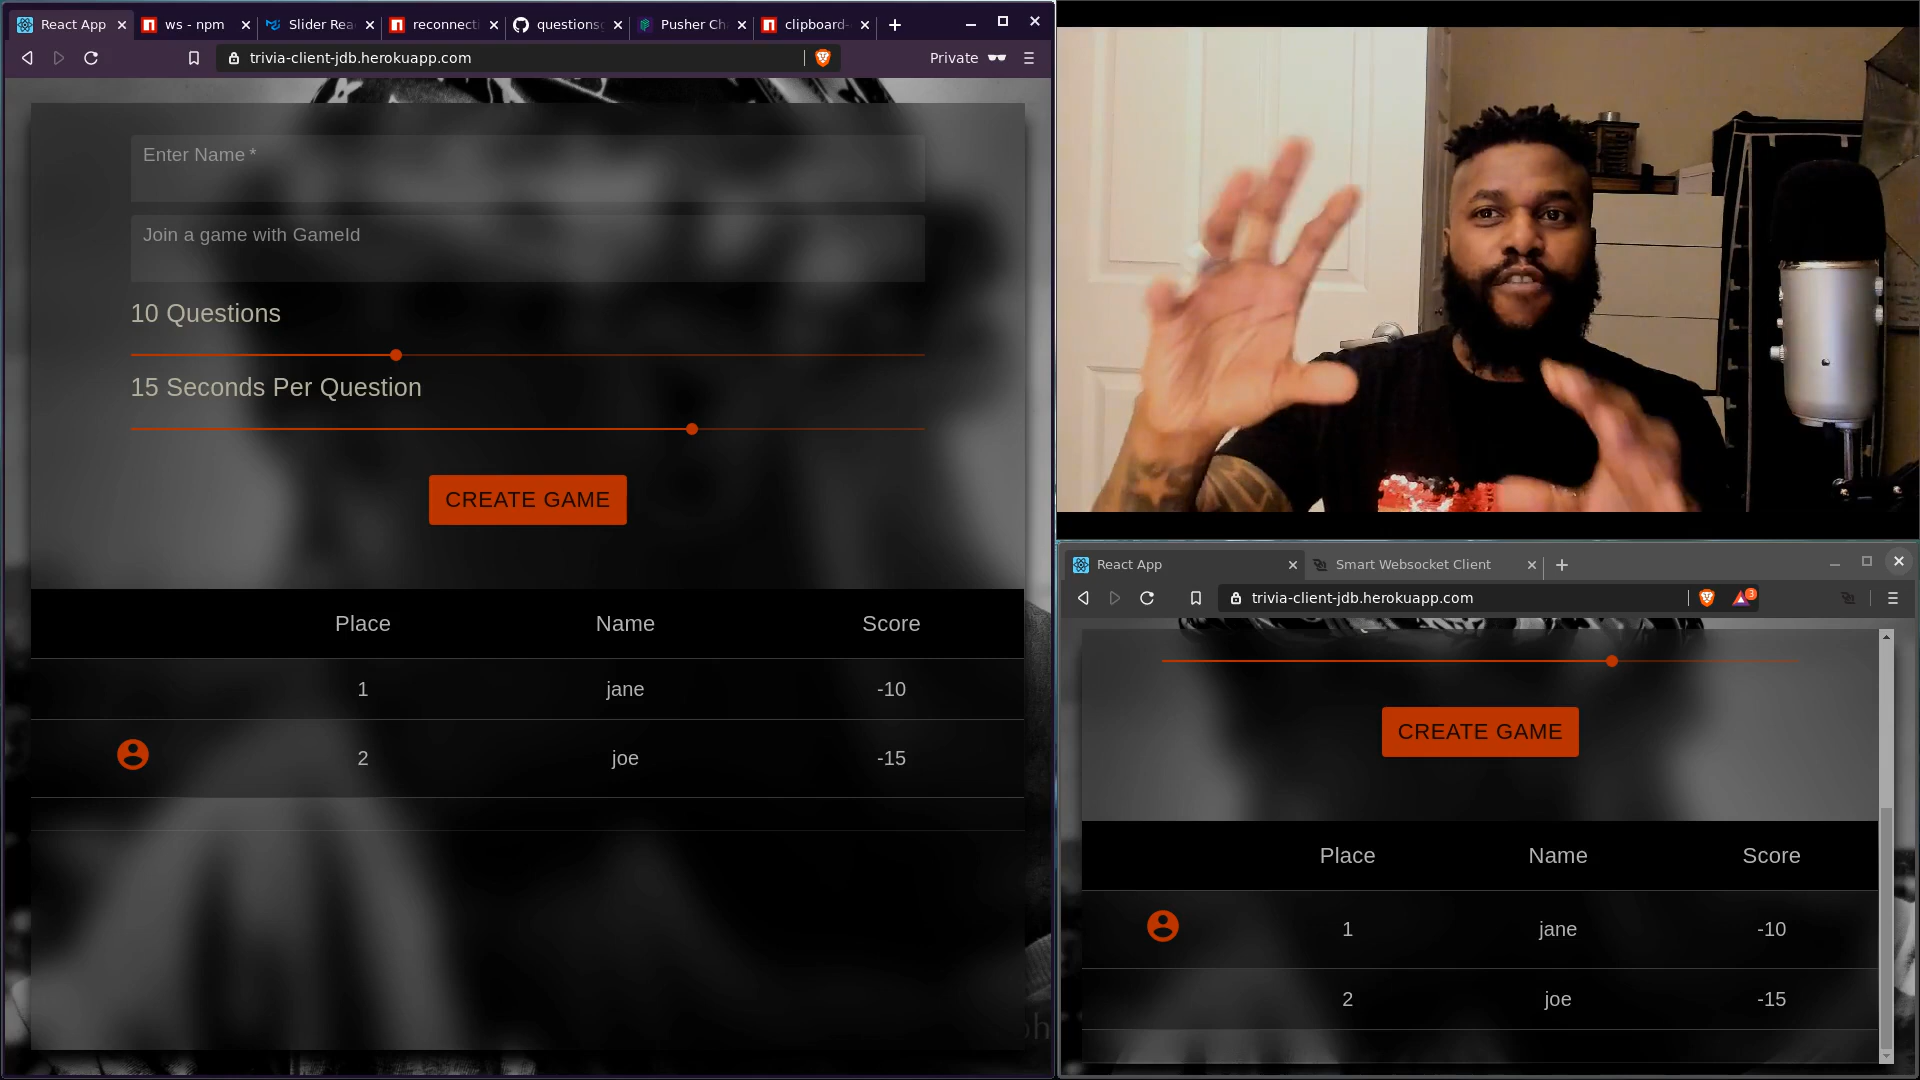 React App
ws - npm
Slider Rea
reconnecti
questions
Pusher Ch
clipboard-
trivia-client-jdb.herokuapp.com
Private
Enter Name *
Join a game with GameId
10 Questions
15 Seconds Per Question
CREATE GAME
Place Name Score
1 jane -10
2 joe -15
React App
Smart Websocket Client
trivia-client-jdb.herokuapp.com
3
CREATE GAME
Place Name Score
1 jane -10
2 joe -15